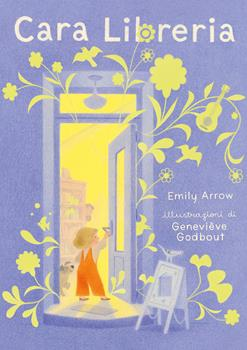 Cara Libreria
Emily Arrow
illustrazioni di
Geneviève
Godbout